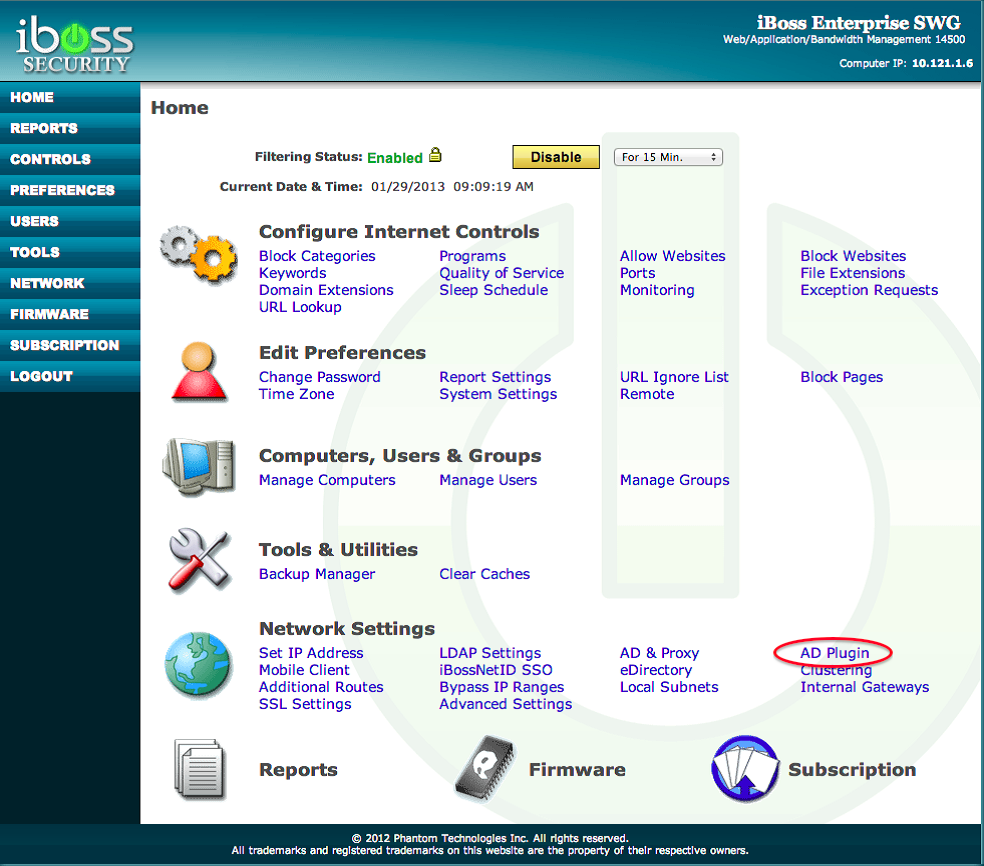 iboss
SECURITY
iBoss Enterprise SWG
Web/Application/Bandwidth Management 14500
Computer IP: 10.121.1.6
HOME
REPORTS
CONTROLS
PREFERENCES
USERS
TOOLS
NETWORK
FIRMWARE
SUBSCRIPTION
LOGOUT
Home
Filtering Status: Enabled Disable For 15 Min.
Current Date & Time: 01/29/2013 09:09:19 AM
Configure Internet Controls
Block Categories Programs Allow Websites Block Websites
Keywords Quality of Service Ports File Extensions
Domain Extensions Sleep Schedule Monitoring Exception Requests
URL Lookup
Edit Preferences
Change Password Report Settings URL Ignore List Block Pages
Time Zone System Settings Remote
Computers, Users & Groups
Manage Computers Manage Users Manage Groups
Tools & Utilities
Backup Manager Clear Caches
Network Settings
Set IP Address LDAP Settings AD & Proxy AD Plugin
Mobile Client iBossNetID SSO eDirectory Clustering
Additional Routes Bypass IP Ranges Local Subnets Internal Gateways
SSL Settings Advanced Settings
Reports Firmware Subscription
© 2012 Phantom Technologies Inc. All rights reserved.
All trademarks and registered trademarks on this website are the property of their respective owners.